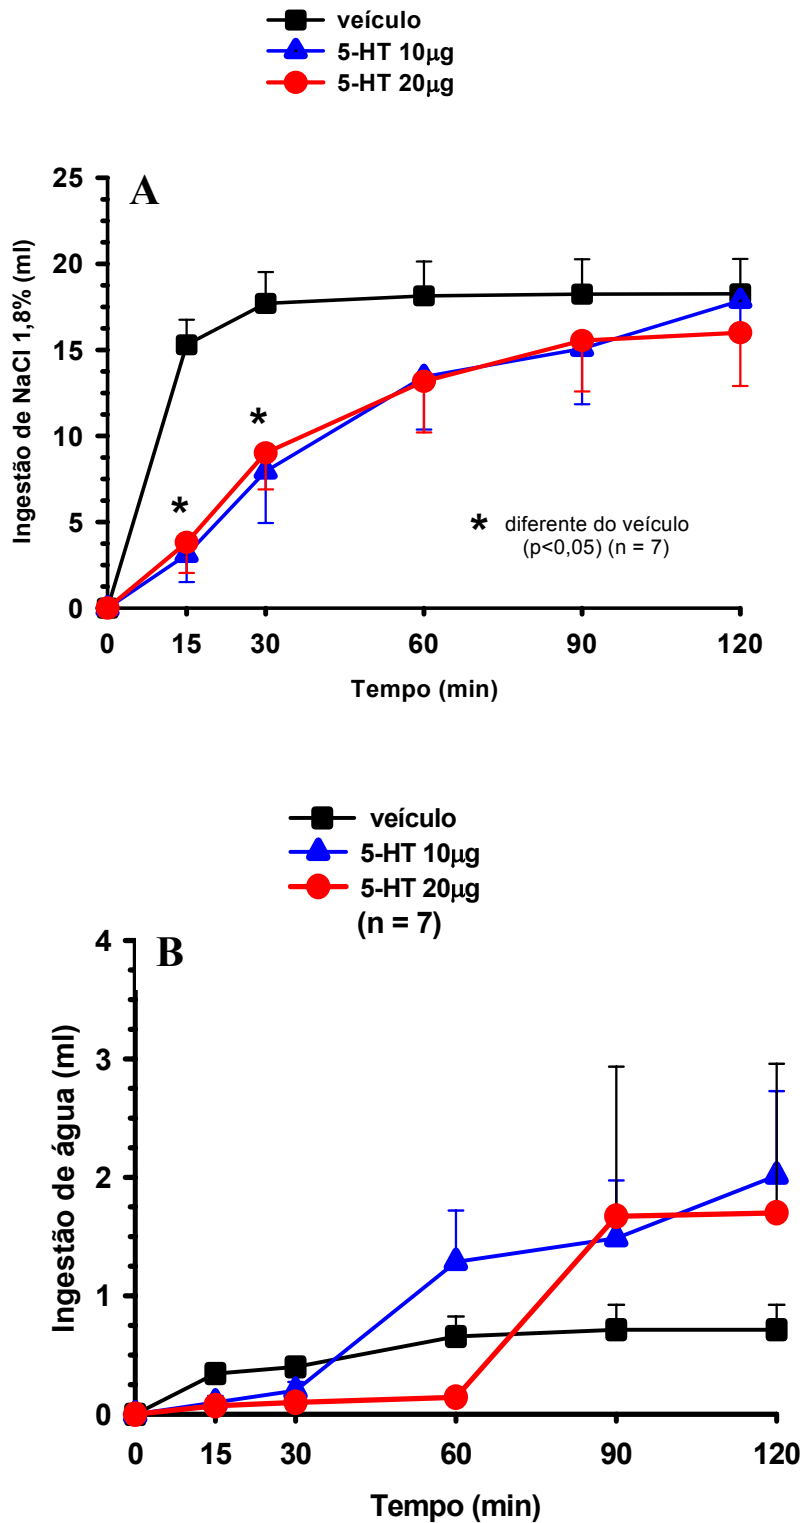 veículo
5-HT 10μg
5-HT 20μg
A
25
20
15
10
5
0
Ingestão de NaCl 1,8% (ml)
*
*
* diferente do veículo
(p<0,05) (n = 7)
0 15 30 60 90 120
Tempo (min)
veículo
5-HT 10μg
5-HT 20μg
(n = 7)
B
4
3
2
1
0
Ingestão de água (ml)
0 15 30 60 90 120
Tempo (min)